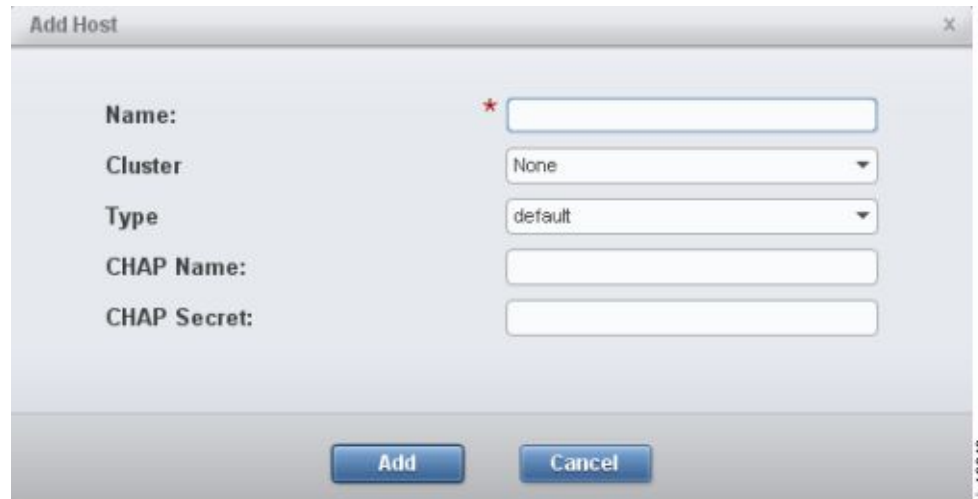 Add Host
x
Name: *
Cluster None
Type default
CHAP Name:
CHAP Secret:
Add Cancel